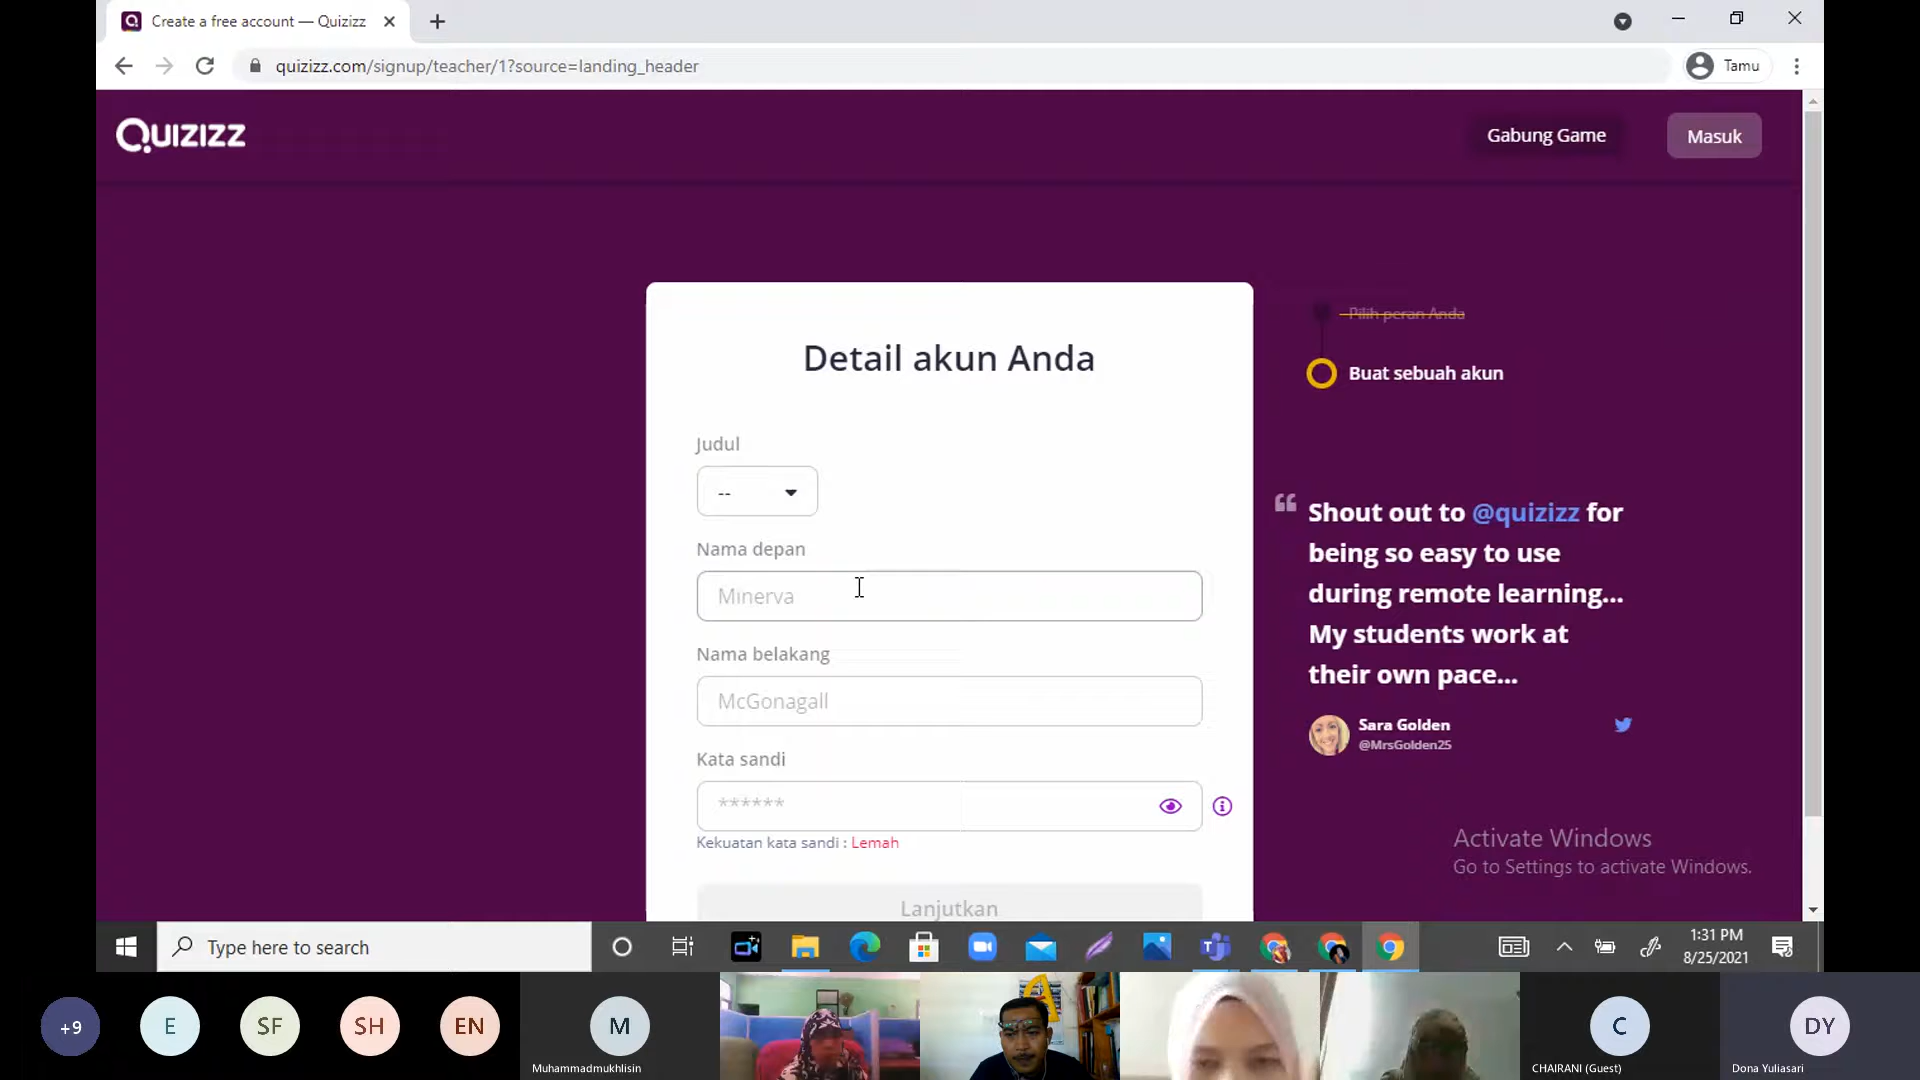 Create a free account — Quizizz
quizizz.com/signup/teacher/1?source=landing_header
Tamu
Quizizz
Gabung Game
Masuk
Detail akun Anda
Judul
--
Nama depan
Minerva
Nama belakang
McGonagall
Kata sandi
******
Kekuatan kata sandi : Lemah
Lanjutkan
Pilih peran Anda
Buat sebuah akun
Shout out to @quizizz for
being so easy to use
during remote learning...
My students work at
their own pace...
Sara Golden
@MrsGolden25
Activate Windows
Go to Settings to activate Windows.
Type here to search
1:31 PM
8/25/2021
+9
E
SF
SH
EN
M
Muhammadmukhlisin
C
CHAIRANI (Guest)
DY
Dona Yuliasari